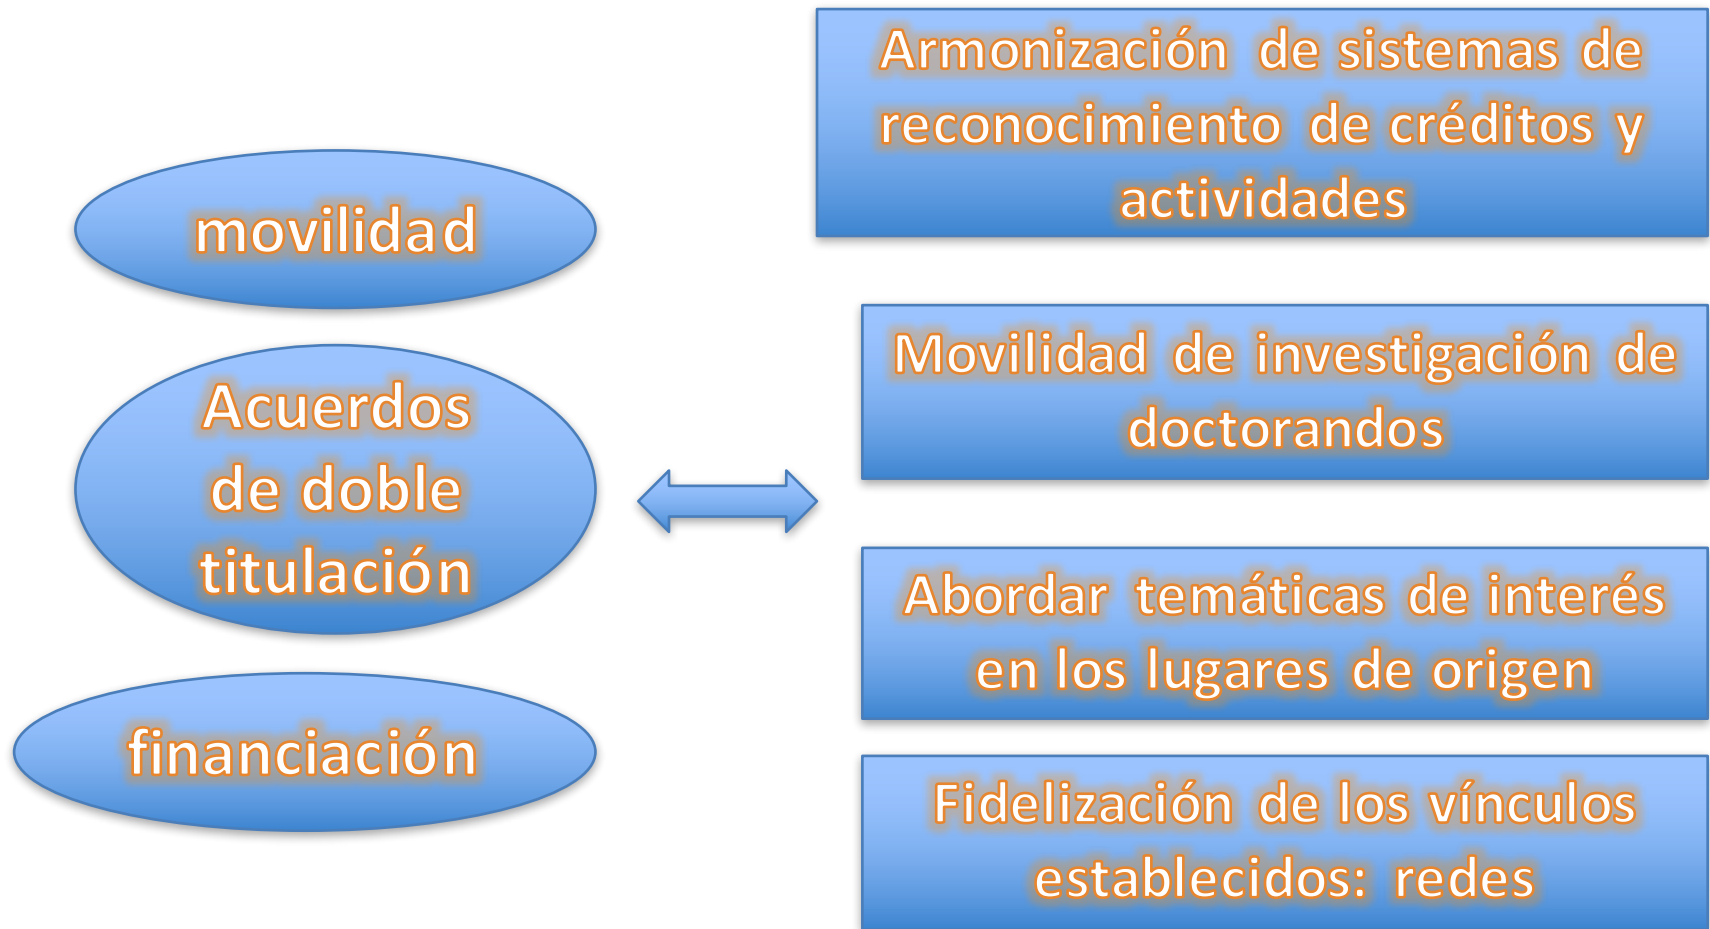 movilidad
Acuerdos
de doble
titulación
financiación
Armonización de sistemas de
reconocimiento de créditos y
actividades
Movilidad de investigación de
doctorandos
Abordar temáticas de interés
en los lugares de origen
Fidelización de los vínculos
establecidos: redes